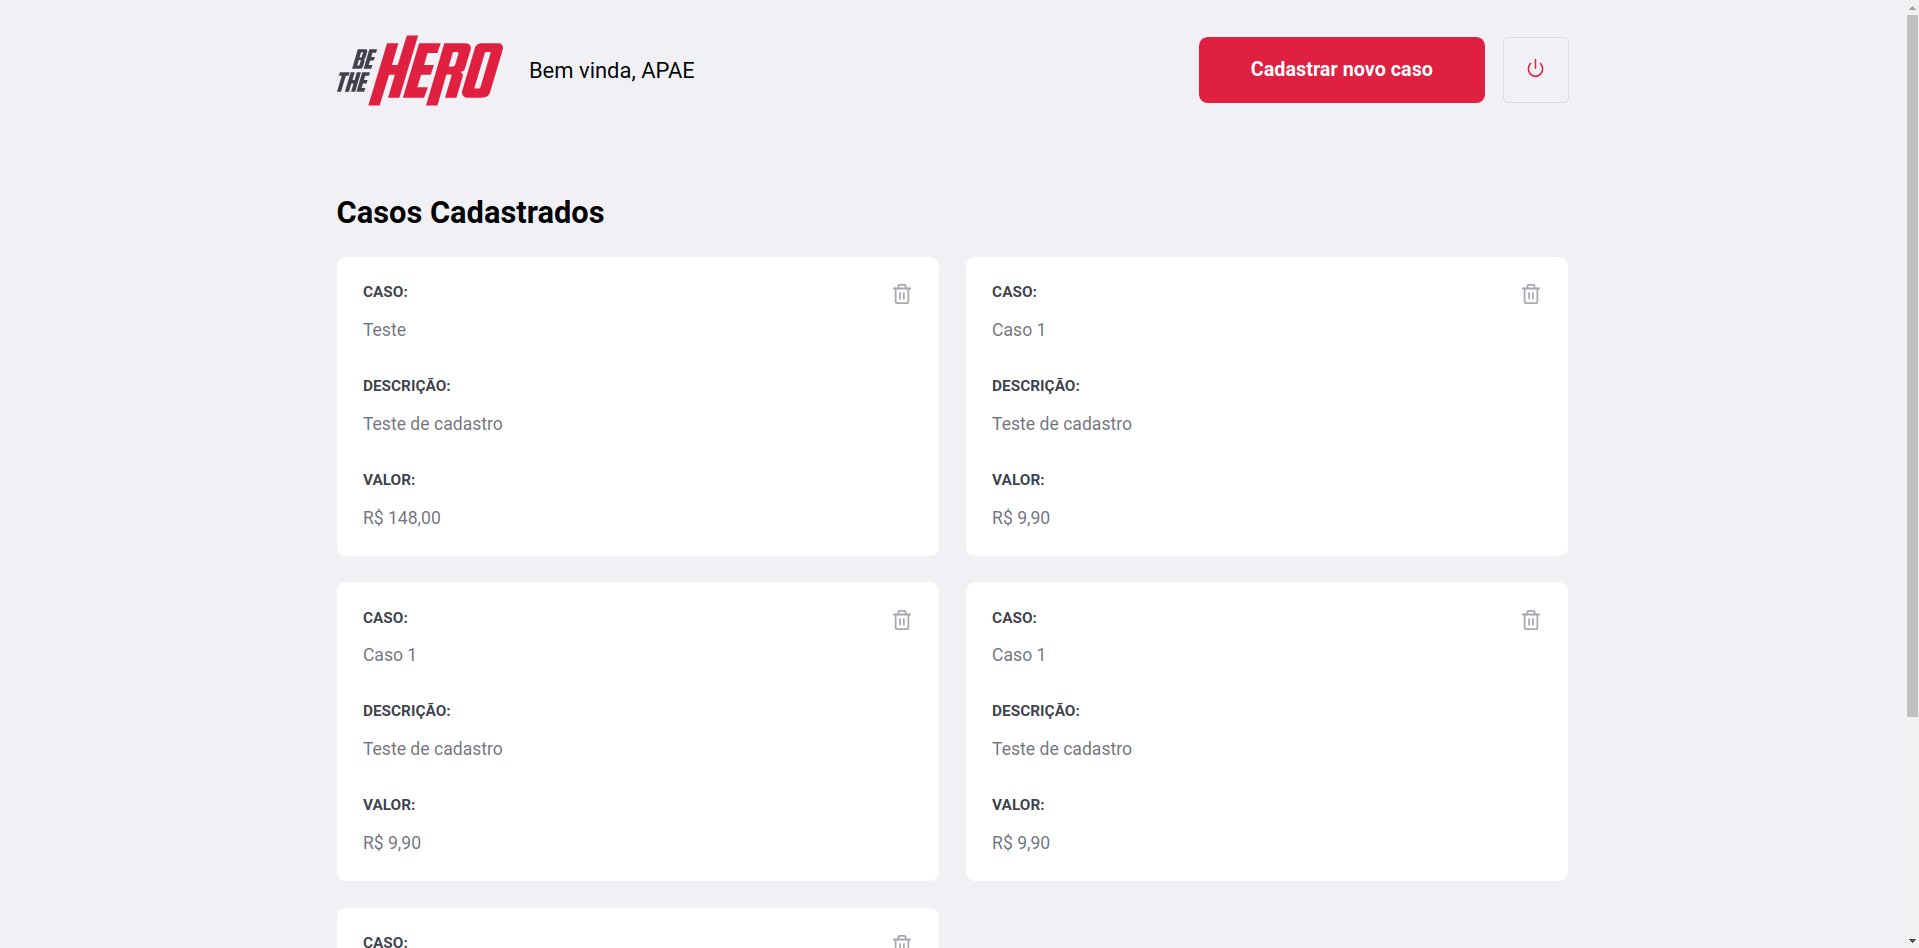 BE
THE
HERO
Bem vinda, APAE
Cadastrar novo caso
Casos Cadastrados
CASO:
Teste
DESCRIÇÃO:
Teste de cadastro
VALOR:
R$ 148,00
CASO:
Caso 1
DESCRIÇÃO:
Teste de cadastro
VALOR:
R$ 9,90
CASO:
Caso 1
DESCRIÇÃO:
Teste de cadastro
VALOR:
R$ 9,90
CASO:
Caso 1
DESCRIÇÃO:
Teste de cadastro
VALOR:
R$ 9,90
CASO: